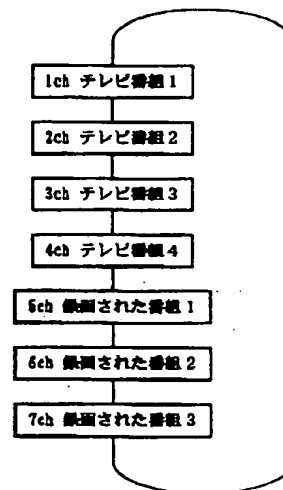 1ch テレビ番組1
2ch テレビ番組2
3ch テレビ番組3
4ch テレビ番組4
5ch 録画された番組1
6ch 録画された番組2
7ch 録画された番組3